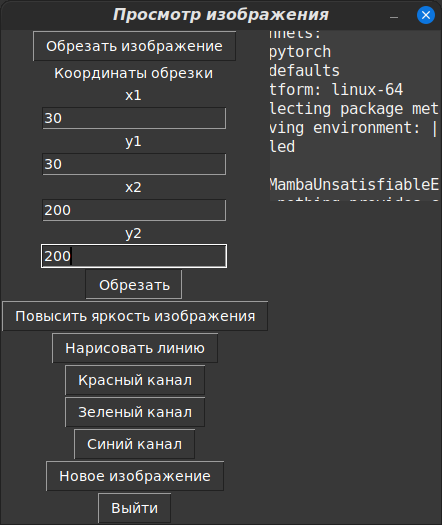 Просмотр изображения
Обрезать изображение
Координаты обрезки
x1
30
y1
30
x2
200
y2
200
Обрезать
Повысить яркость изображения
Нарисовать линию
Красный канал
Зеленый канал
Синий канал
Новое изображение
Выйти
nnels:
pytorch
defaults
tform: linux-64
lecting package met
ving environment: |
led
MambaUnsatisfiableE
nothing provides